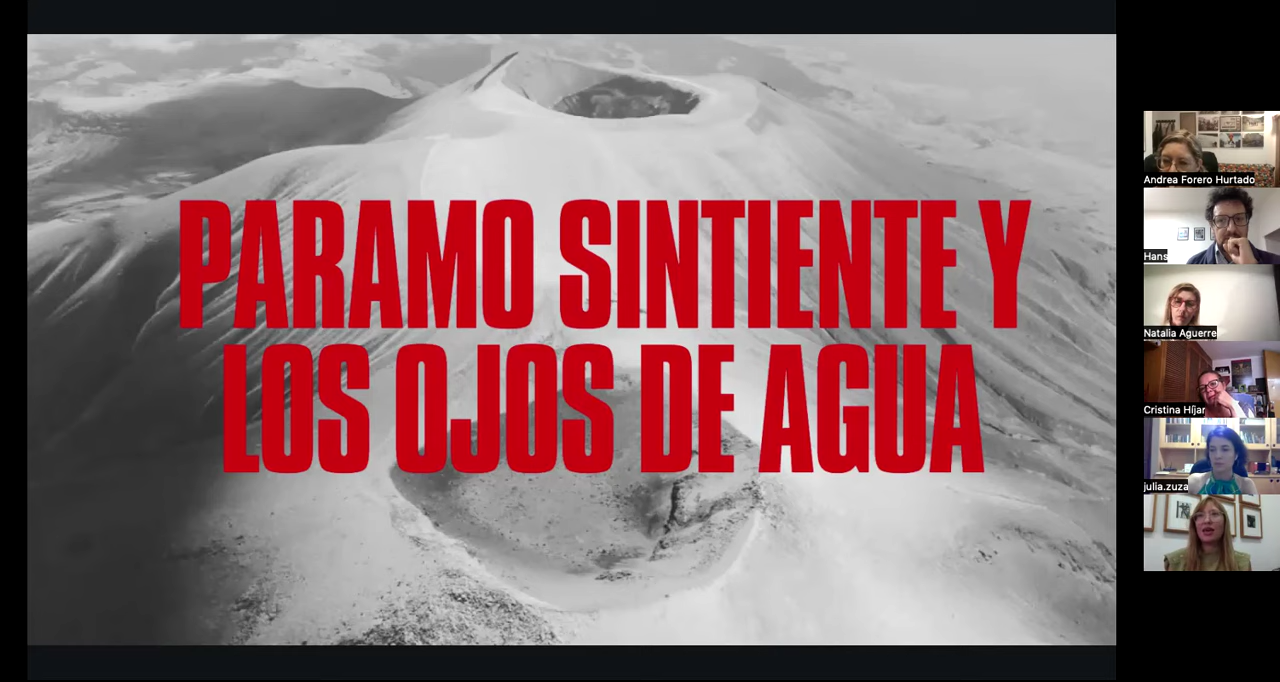 PARAMO SINTIENTE Y
LOS OJOS DE AGUA
Andrea Forero Hurtado
Hans
Natalia Aguerre
Cristina Híjar
julia.zuza